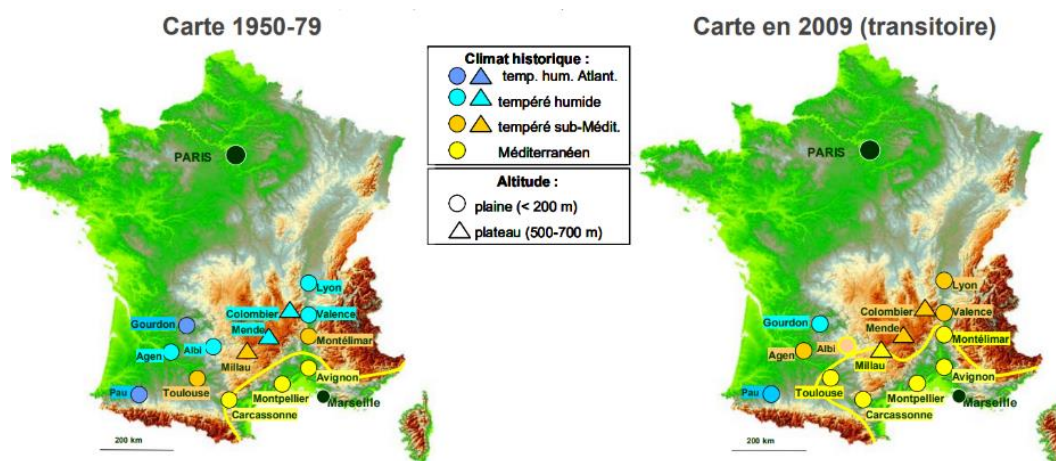 Carte 1950-79
PARIS
Lyon
Colombier
Valence
Gourdon
Mende
Montélimar
Agen
Albi
Millau
Avignon
Pau
Toulouse
Montpellier
Marseille
Carcassonne
200 km
Climat historique :
temp. hum. Atlant.
tempéré humide
tempéré sub-Médit.
Méditerranéen
Altitude :
plaine (< 200 m)
plateau (500-700 m)
Carte en 2009 (transitoire)
PARIS
Lyon
Colombier
Valence
Gourdon
Mende
Montélimar
Agen
Albi
Millau
Avignon
Pau
Toulouse
Montpellier
Marseille
Carcassonne
200 km